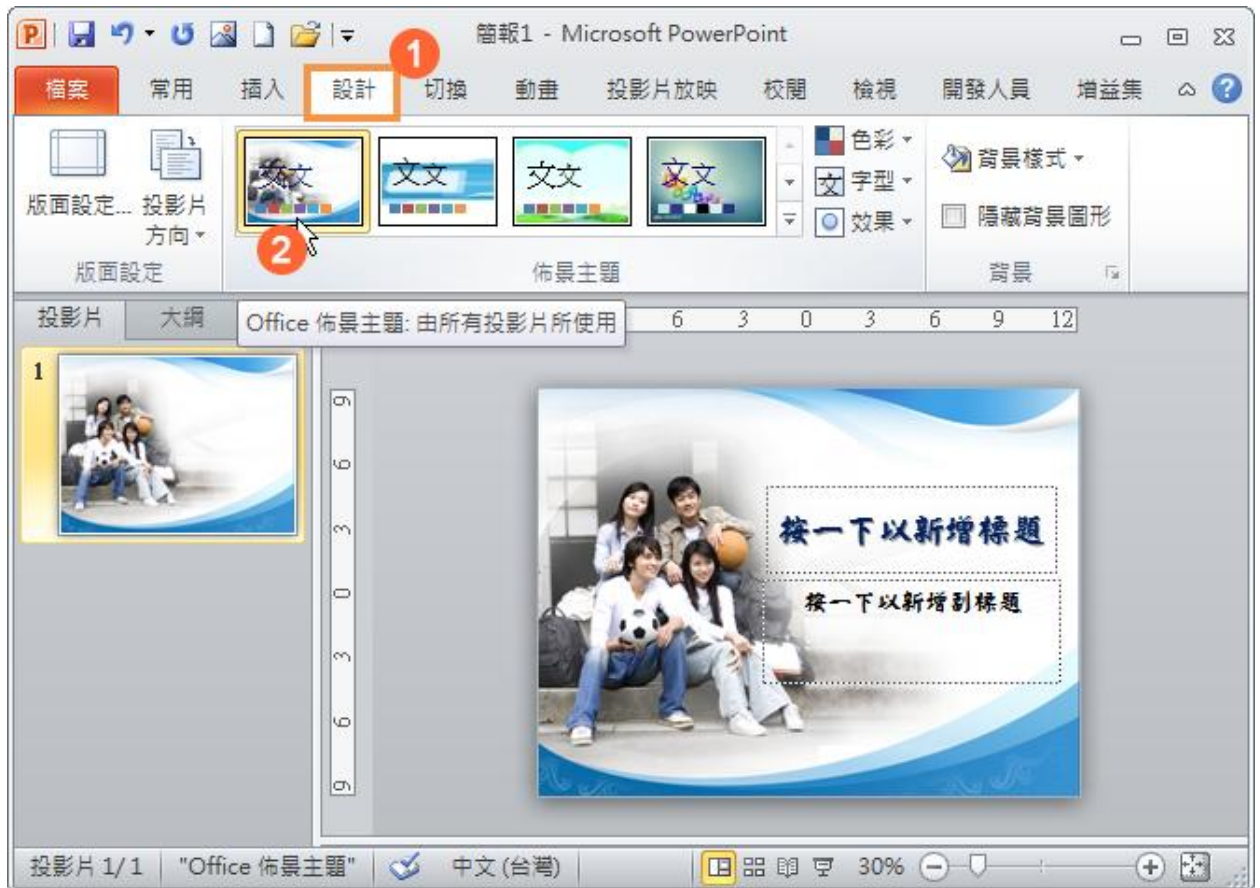 簡報1 - Microsoft PowerPoint
1
檔案 常用 插入 設計 切換 動畫 投影片放映 校閱 檢視 開發人員 增益集
文文 文文 文文 文文
色彩
字型
效果
背景樣式
隱藏背景圖形
版面設定... 投影片方向
2
版面設定 佈景主題 背景
投影片 大綱
Office 佈景主題: 由所有投影片所使用
6 3 0 3 6 9 12
1
9
6
3
0
3
6
9
按一下以新增標題
按一下以新增副標題
投影片 1/1 "Office 佈景主題" 中文 (台灣) 30%